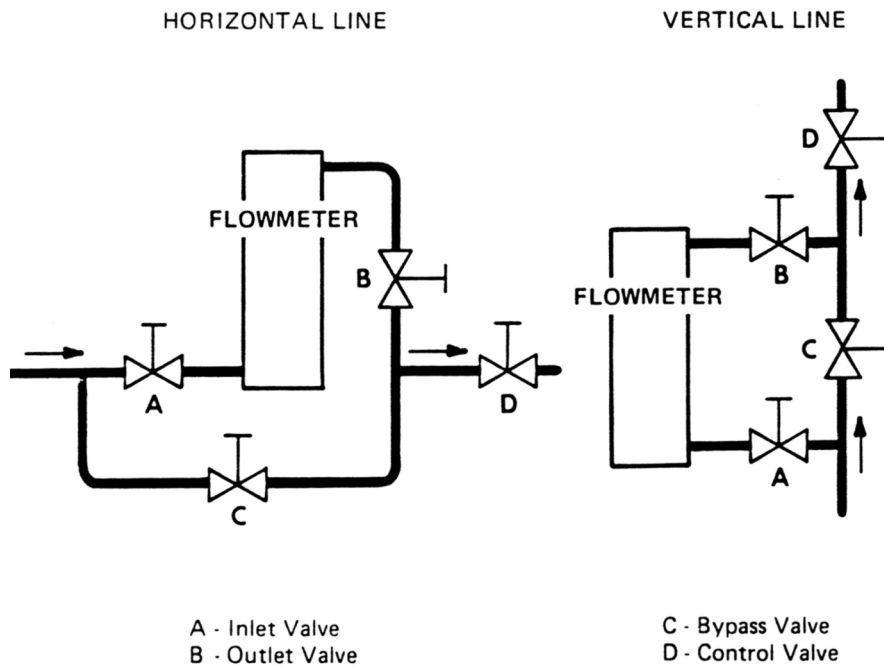 HORIZONTAL LINE
VERTICAL LINE
FLOWMETER
B
A
D
C
D
B
FLOWMETER
C
A
A - Inlet Valve
B - Outlet Valve
C - Bypass Valve
D - Control Valve